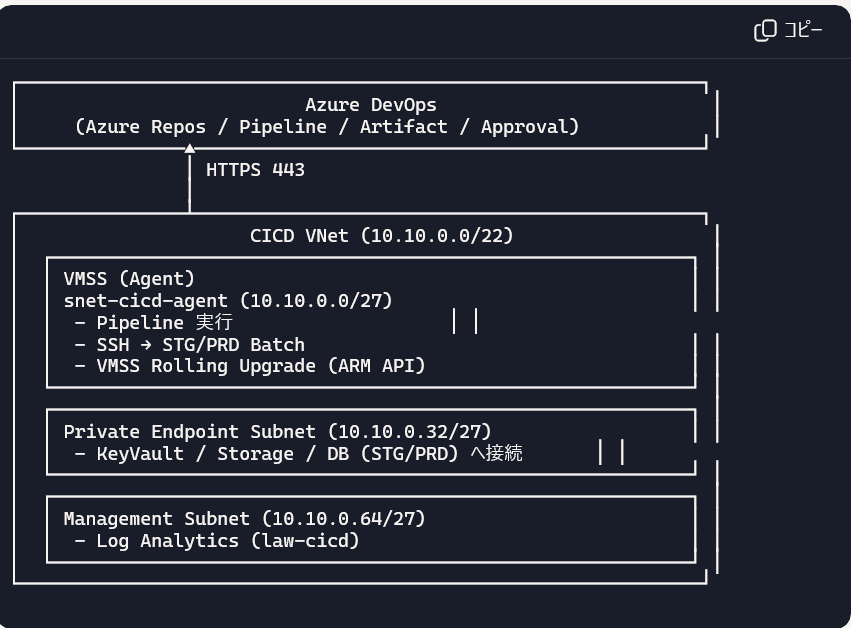 コピー
Azure DevOps
(Azure Repos / Pipeline / Artifact / Approval)
HTTPS 443
CICD VNet (10.10.0.0/22)
VMSS (Agent)
snet-cicd-agent (10.10.0.0/27)
- Pipeline 実行
- SSH → STG/PRD Batch
- VMSS Rolling Upgrade (ARM API)
Private Endpoint Subnet (10.10.0.32/27)
- KeyVault / Storage / DB (STG/PRD) へ接続
Management Subnet (10.10.0.64/27)
- Log Analytics (law-cicd)